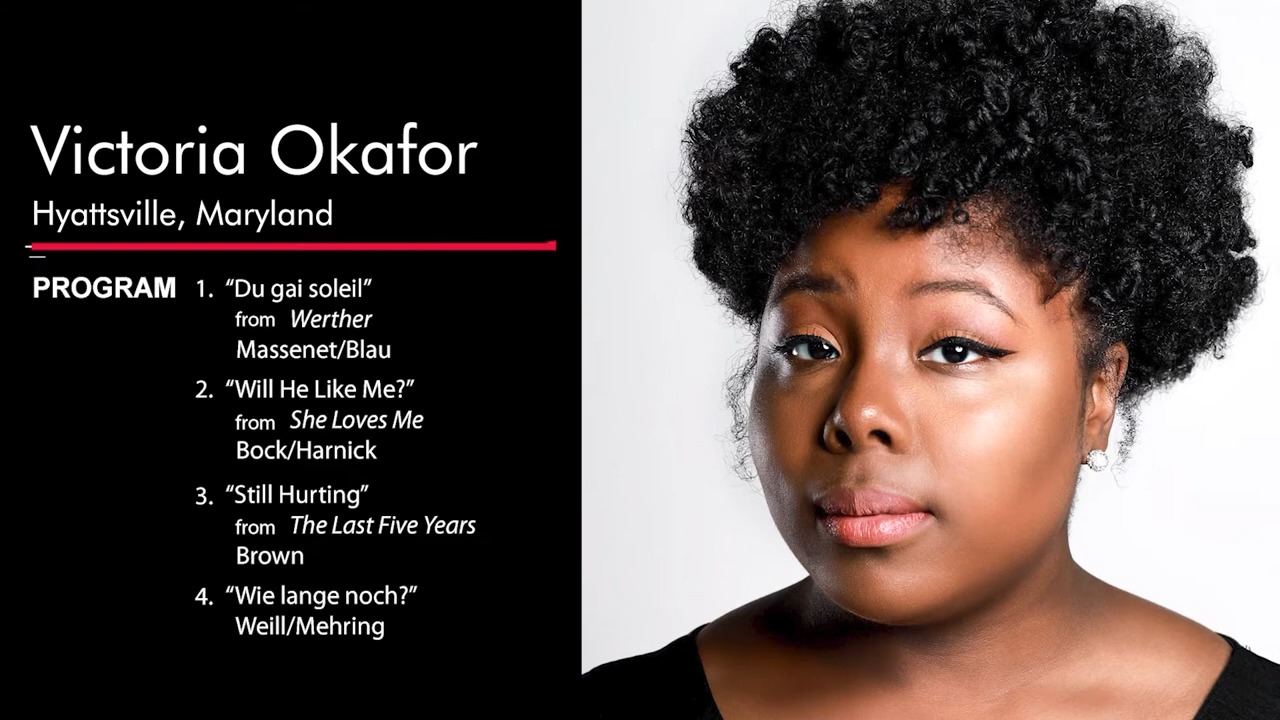 Victoria Okafor
Hyattsville, Maryland
PROGRAM 1. “Du gai soleil”
from Werther
Massenet/Blau
2. “Will He Like Me?”
from She Loves Me
Bock/Harnick
3. “Still Hurting”
from The Last Five Years
Brown
4. “Wie lange noch?”
Weill/Mehring